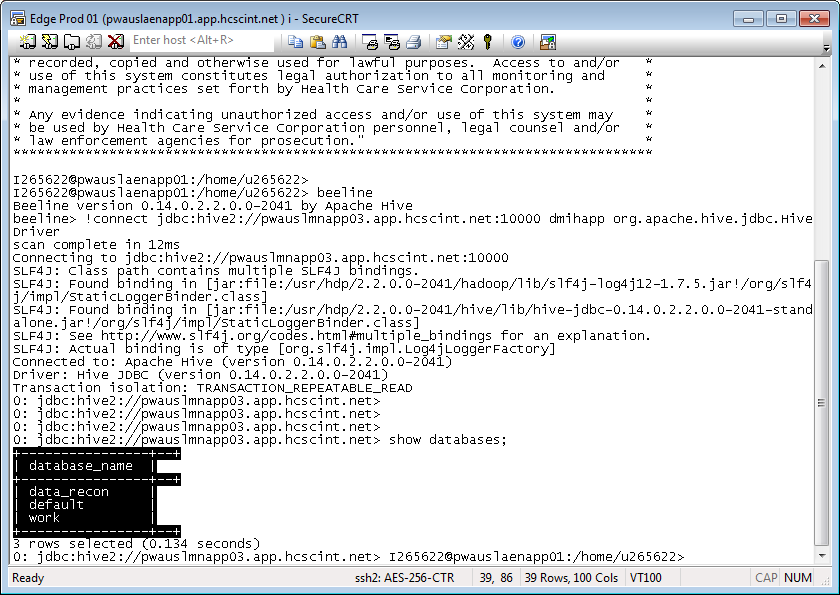 Edge Prod 01 (pwauslaenapp01.app.hcscint.net ) i - SecureCRT
Enter host <Alt+R>
* recorded, copied and otherwise used for lawful purposes.  Access to and/or   *
* use of this system constitutes legal authorization to all monitoring and     *
* management practices set forth by Health Care Service Corporation.           *
*                                                                              *
* Any evidence indicating unauthorized access and/or use of this system may    *
* be used by Health Care Service Corporation personnel, legal counsel and/or   *
* law enforcement agencies for prosecution."                                   *
********************************************************************************
I265622@pwauslaenapp01:/home/u265622>
I265622@pwauslaenapp01:/home/u265622> beeline
Beeline version 0.14.0.2.2.0.0-2041 by Apache Hive
beeline> !connect jdbc:hive2://pwauslmnapp03.app.hcscint.net:10000 dmihapp org.apache.hive.jdbc.Hive
Driver
scan complete in 12ms
Connecting to jdbc:hive2://pwauslmnapp03.app.hcscint.net:10000
SLF4J: Class path contains multiple SLF4J bindings.
SLF4J: Found binding in [jar:file:/usr/hdp/2.2.0.0-2041/hadoop/lib/slf4j-log4j12-1.7.5.jar!/org/slf4
j/impl/StaticLoggerBinder.class]
SLF4J: Found binding in [jar:file:/usr/hdp/2.2.0.0-2041/hive/lib/hive-jdbc-0.14.0.2.2.0.0-2041-stand
alone.jar!/org/slf4j/impl/StaticLoggerBinder.class]
SLF4J: See http://www.slf4j.org/codes.html#multiple_bindings for an explanation.
SLF4J: Actual binding is of type [org.slf4j.impl.Log4jLoggerFactory]
Connected to: Apache Hive (version 0.14.0.2.2.0.0-2041)
Driver: Hive JDBC (version 0.14.0.2.2.0.0-2041)
Transaction isolation: TRANSACTION_REPEATABLE_READ
0: jdbc:hive2://pwauslmnapp03.app.hcscint.net>
0: jdbc:hive2://pwauslmnapp03.app.hcscint.net>
0: jdbc:hive2://pwauslmnapp03.app.hcscint.net>
0: jdbc:hive2://pwauslmnapp03.app.hcscint.net> show databases;
+----------------+--+
| database_name  |
+----------------+--+
| data_recon     |
| default        |
| work           |
+----------------+--+
3 rows selected (0.134 seconds)
0: jdbc:hive2://pwauslmnapp03.app.hcscint.net> I265622@pwauslaenapp01:/home/u265622>
Ready ssh2: AES-256-CTR 39, 86 39 Rows, 100 Cols VT100 CAP NUM